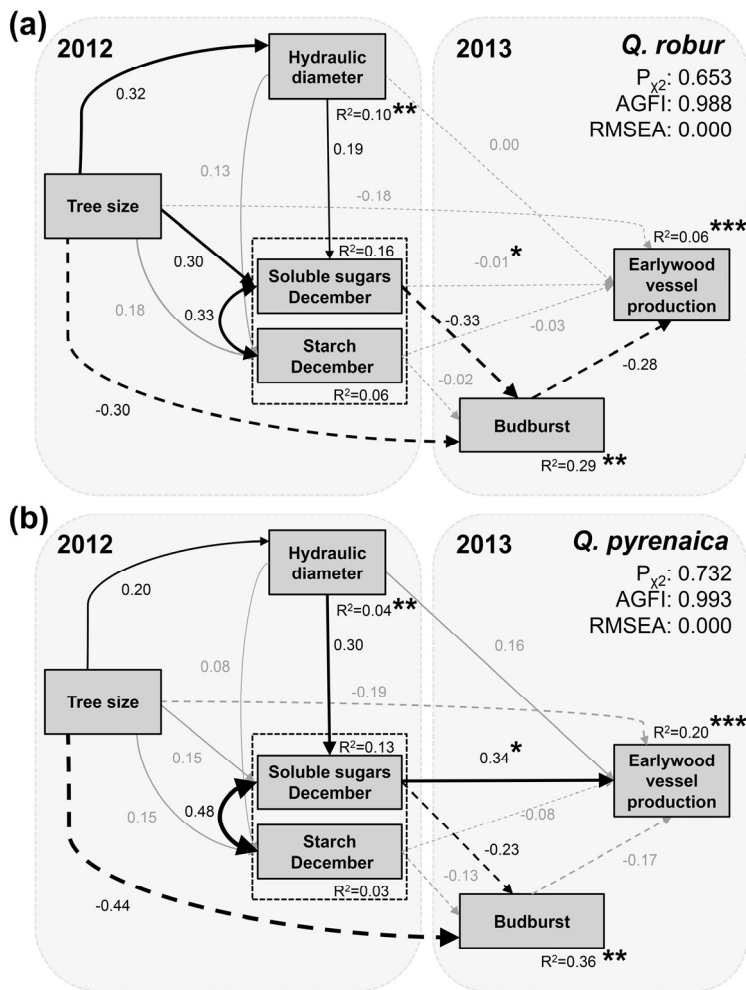 (a)
2012
Hydraulic
diameter
2013
Q. robur
Pχ2: 0.653
AGFI: 0.988
RMSEA: 0.000
0.32
R²=0.10**
0.19
0.00
0.13
-0.18
Tree size
R²=0.06***
R²=0.16
0.30
Soluble sugars
December
-0.01*
Earlywood
vessel
production
0.33
0.18
-0.33
-0.03
Starch
December
-0.28
-0.02
R²=0.06
-0.30
Budburst
R²=0.29**
(b)
2012
Hydraulic
diameter
2013
Q. pyrenaica
Pχ2: 0.732
AGFI: 0.993
RMSEA: 0.000
0.20
R²=0.04**
0.30
0.16
0.08
-0.19
Tree size
R²=0.20***
R²=0.13
0.15
Soluble sugars
December
0.34*
Earlywood
vessel
production
0.48
0.15
-0.08
Starch
December
-0.23
-0.17
-0.13
R²=0.03
-0.44
Budburst
R²=0.36**